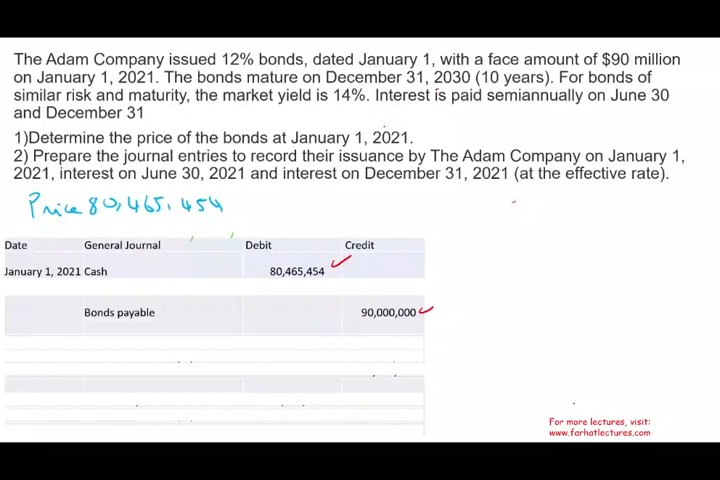 The Adam Company issued 12% bonds, dated January 1, with a face amount of $90 million
on January 1, 2021. The bonds mature on December 31, 2030 (10 years). For bonds of
similar risk and maturity, the market yield is 14%. Interest is paid semiannually on June 30
and December 31
1)Determine the price of the bonds at January 1, 2021.
2) Prepare the journal entries to record their issuance by The Adam Company on January 1,
2021, interest on June 30, 2021 and interest on December 31, 2021 (at the effective rate).
Price 80,465,454
Date General Journal Debit Credit
January 1, 2021 Cash 80,465,454
Bonds payable 90,000,000
For more lectures, visit:
www.farhatlectures.com